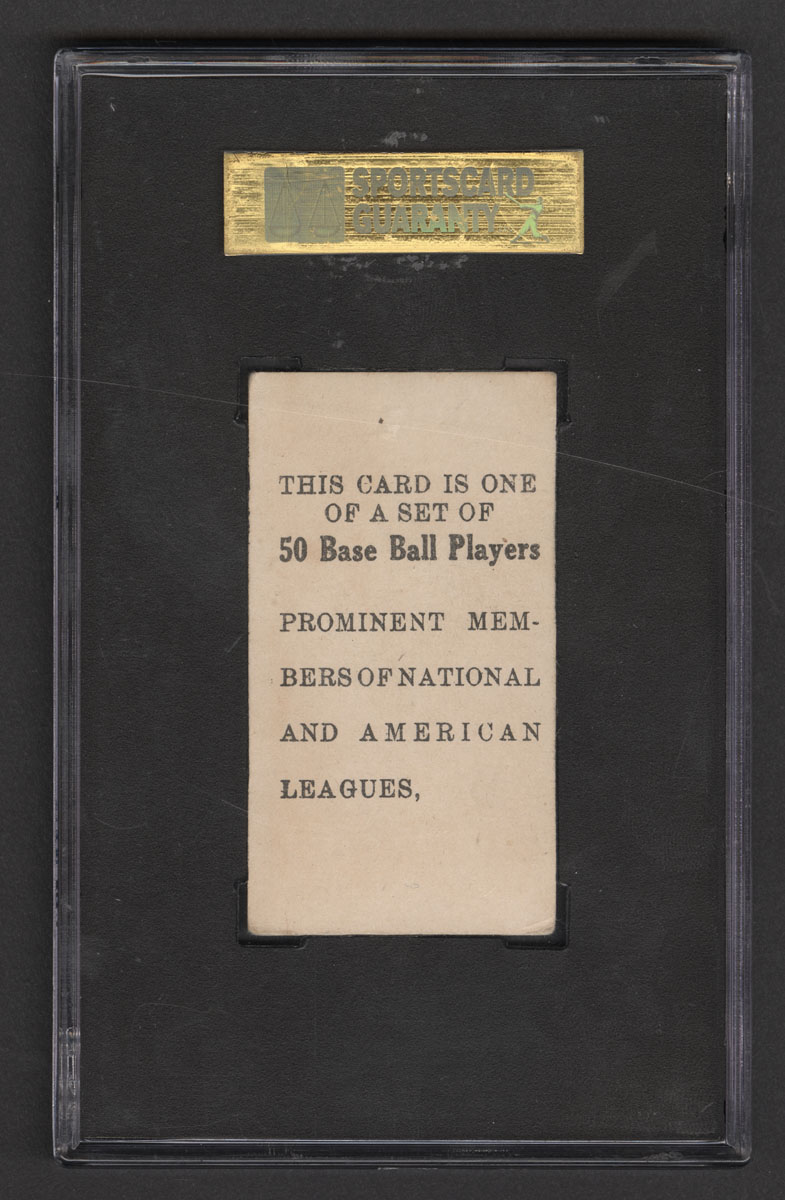 SPORTSCARD
GUARANTY
THIS CARD IS ONE
OF A SET OF
50 Base Ball Players
PROMINENT MEM-
BERS OF NATIONAL
AND AMERICAN
LEAGUES,